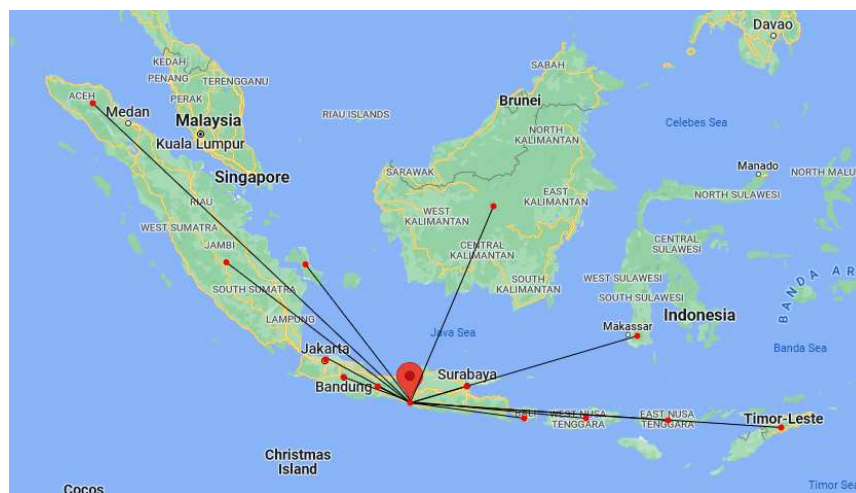 Davao
KEDAH
PENANG
TERENGGANU
SABAH
ACEH
PERAK
Brunei
Medan
Malaysia
RIAU ISLANDS
Celebes Sea
Kuala Lumpur
NORTH
KALIMANTAN
SARAWAK
Manado
Singapore
NORTH MALU
EAST
KALIMANTAN
NORTH SULAWESI
RIAU
WEST
KALIMANTAN
WEST SUMATRA
CENTRAL
SULAWESI
JAMBI
CENTRAL
KALIMANTAN
BANDA AR
SOUTH
KALIMANTAN
WEST SULAWESI
SOUTH SUMATRA
SOUTH SULAWESI
Indonesia
LAMPUNG
Java Sea
Makassar
Jakarta
Banda Sea
Surabaya
Bandung
BALI
WEST NUSA
TENGGARA
EAST NUSA
TENGGARA
Timor-Leste
Christmas
Island
Cocos
Timor Sea